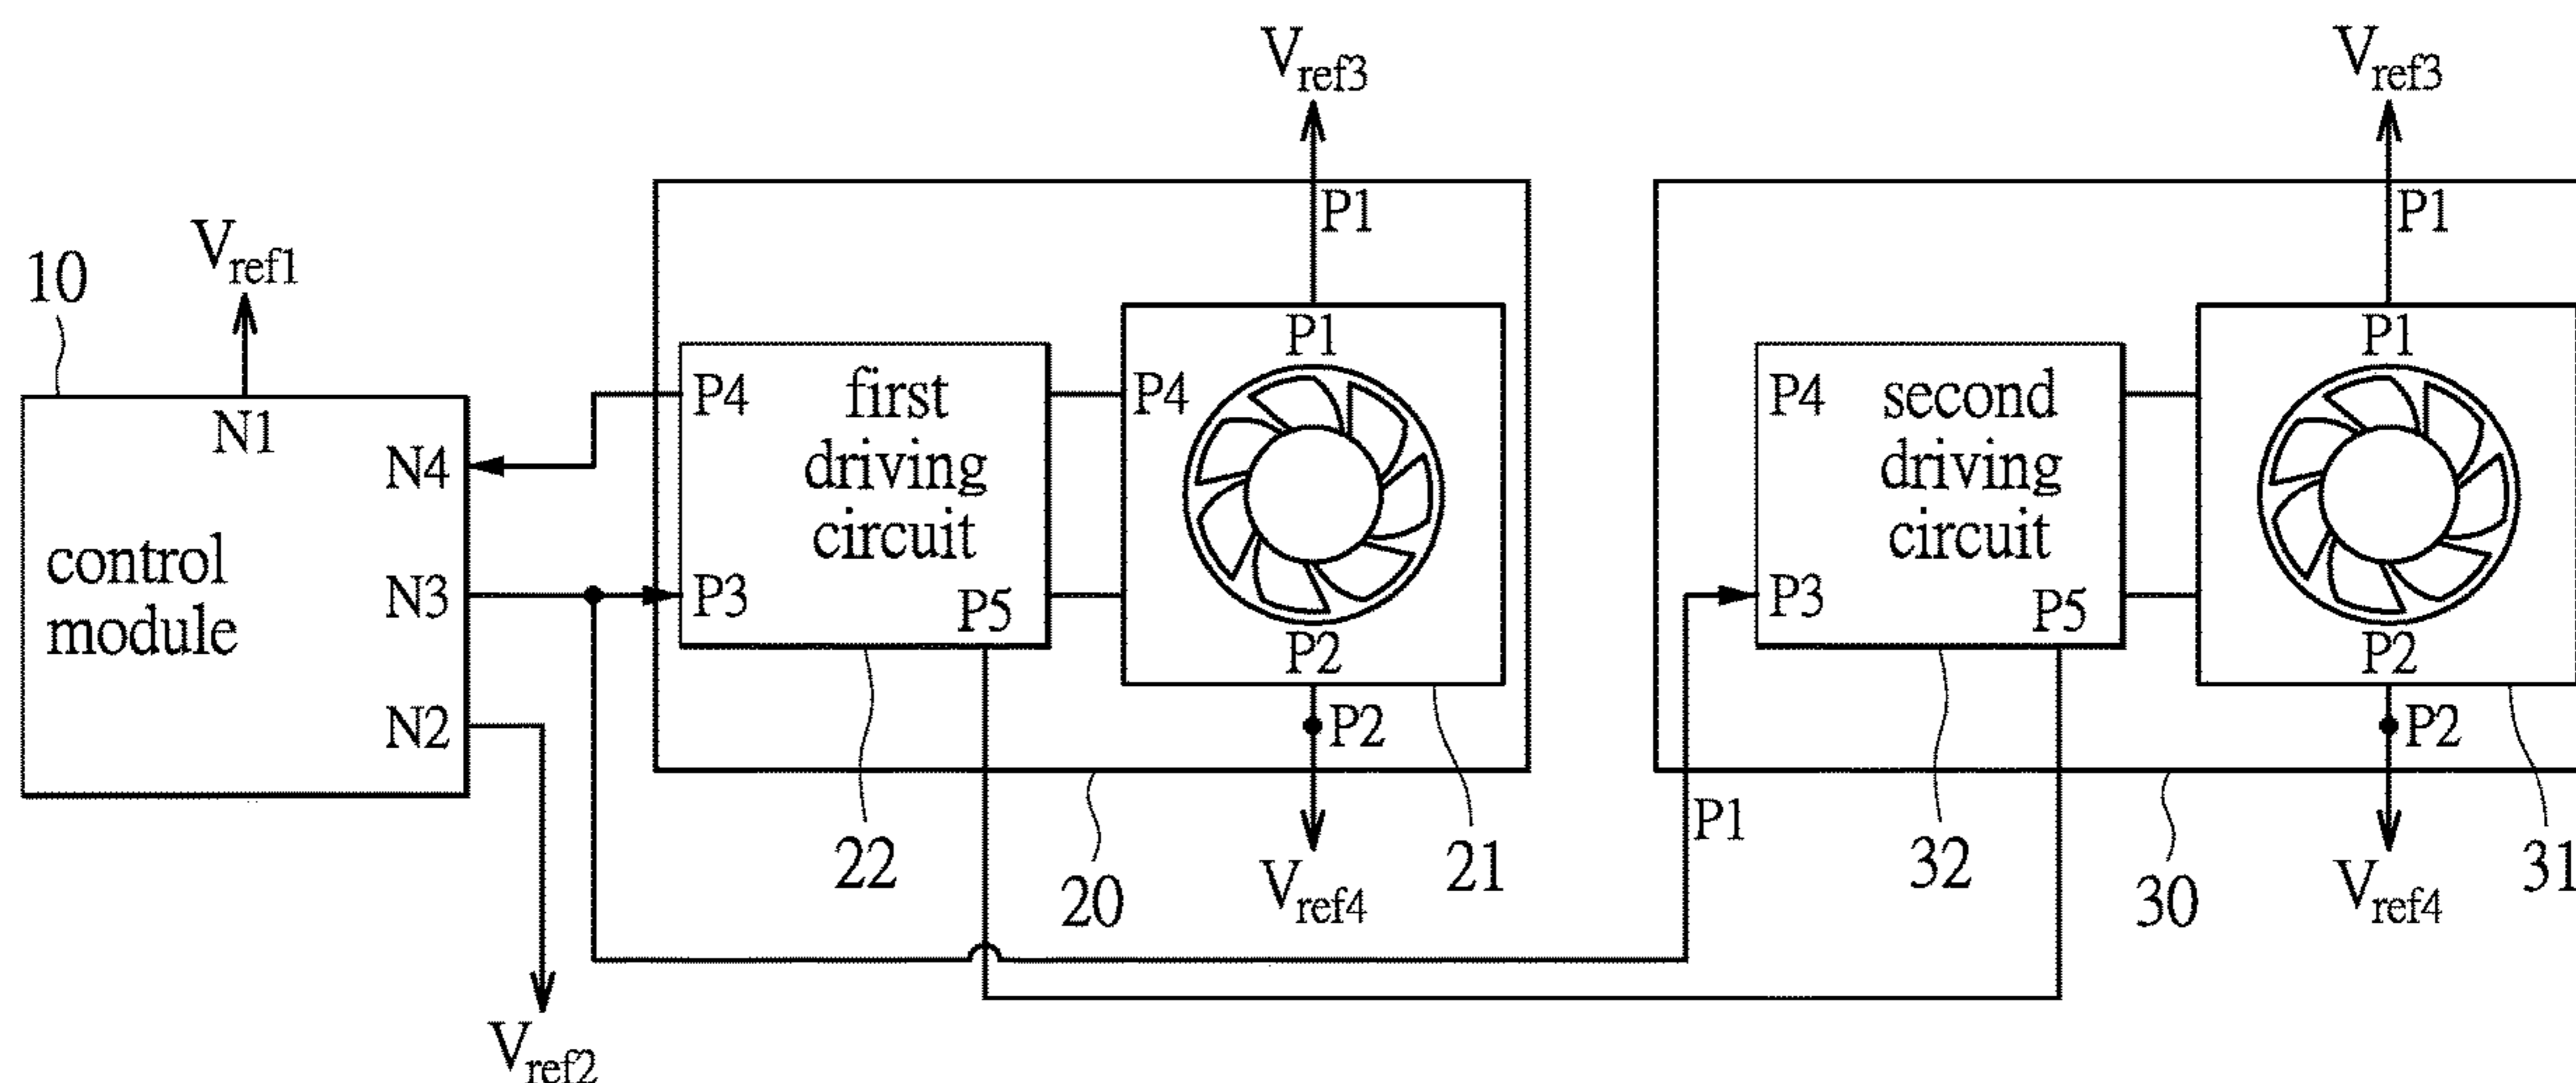 Vref3
Vref3
P1
P1
Vref1
10
N1
N4
control
module
N3
N2
Vref2
P4
first
driving
circuit
P3
P5
P4
P1
P2
P2
22
20
Vref4
21
P4
second
driving
circuit
P3
P5
P1
P2
P2
P1
32
30
Vref4
31